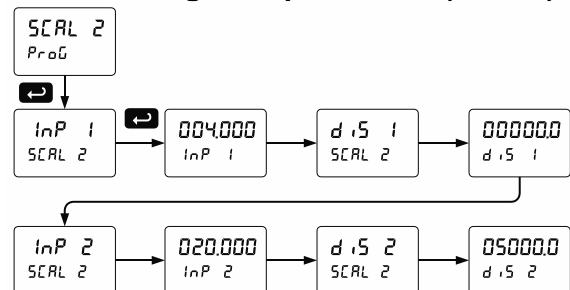 SCAL 2
ProG
InP 1
SCAL 2
004.000
InP 1
diS 1
SCAL 2
00000.0
diS 1
InP 2
SCAL 2
020.000
InP 2
diS 2
SCAL 2
05000.0
diS 2